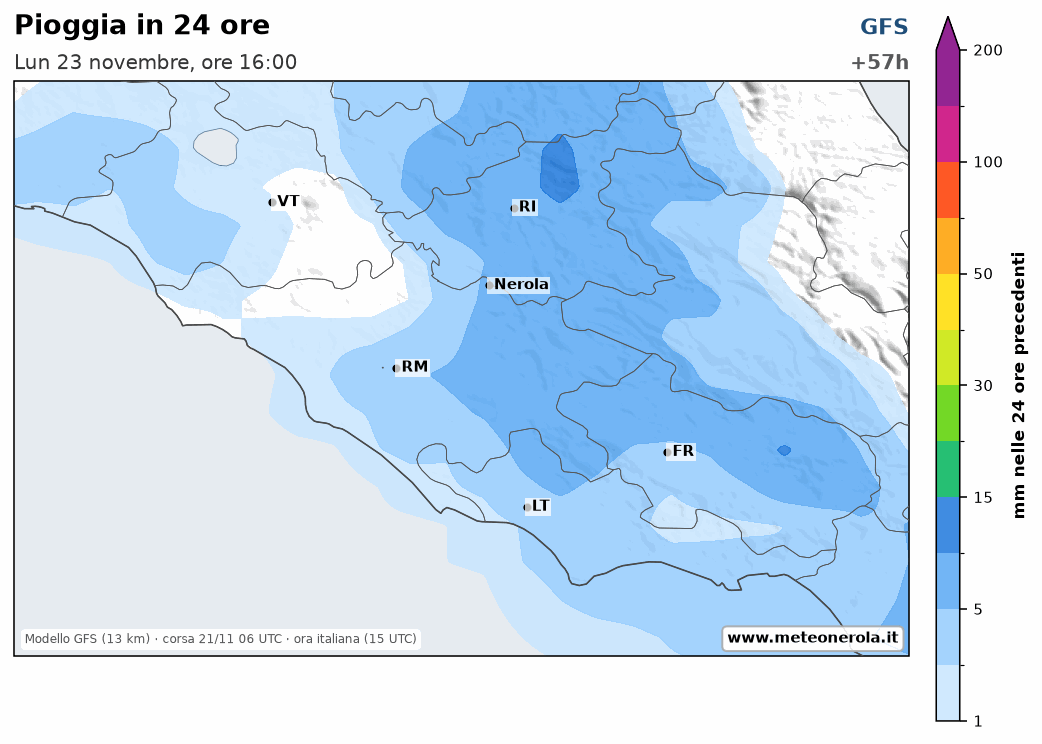 Pioggia in 24 ore
GFS
Lun 23 novembre, ore 16:00
+57h
200
100
50
30
15
5
1
mm nelle 24 ore precedenti
VT
RI
Nerola
RM
FR
LT
Modello GFS (13 km) · corsa 21/11 06 UTC · ora italiana (15 UTC)
www.meteonerola.it